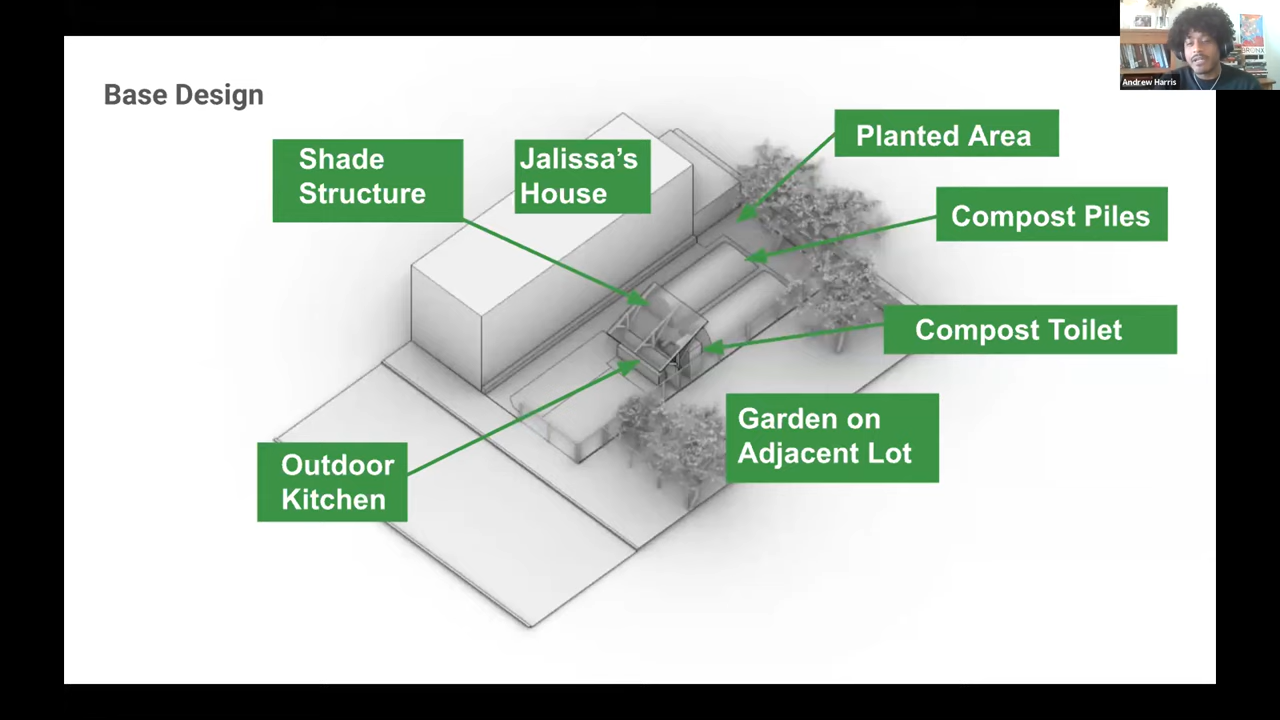 Base Design
Shade
Structure
Jalissa's
House
Planted Area
Compost Piles
Compost Toilet
Garden on
Adjacent Lot
Outdoor
Kitchen
Andrew Harris
BRONX